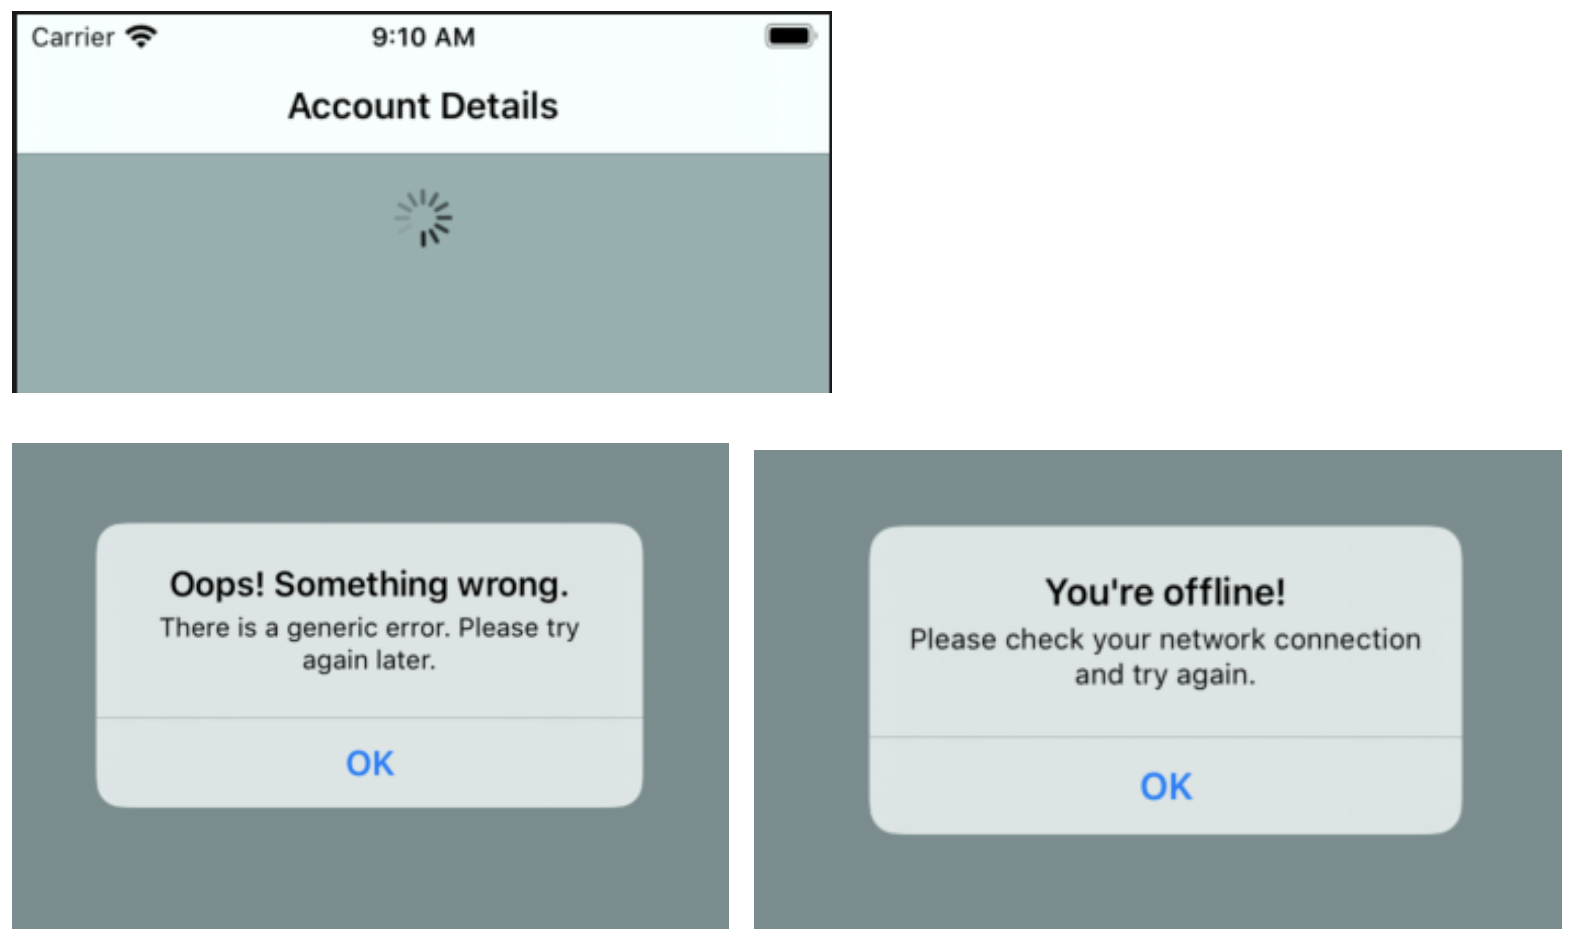 Carrier 9:10 AM
Account Details
Oops! Something wrong.
There is a generic error. Please try
again later.
OK
You're offline!
Please check your network connection
and try again.
OK